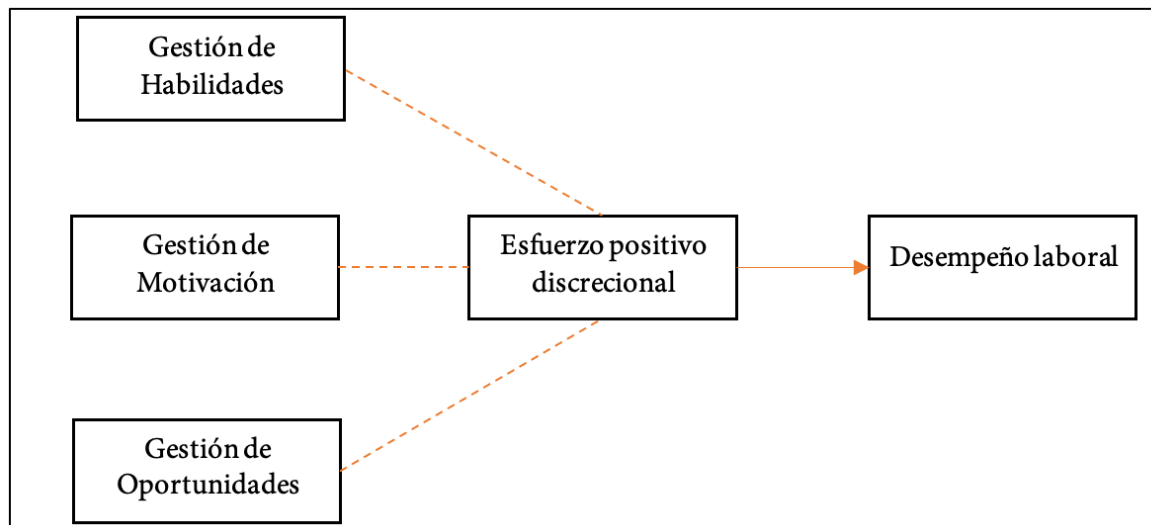 Gestión de
Habilidades
Gestión de
Motivación
Esfuerzo positivo
discrecional
Desempeño laboral
Gestión de
Oportunidades